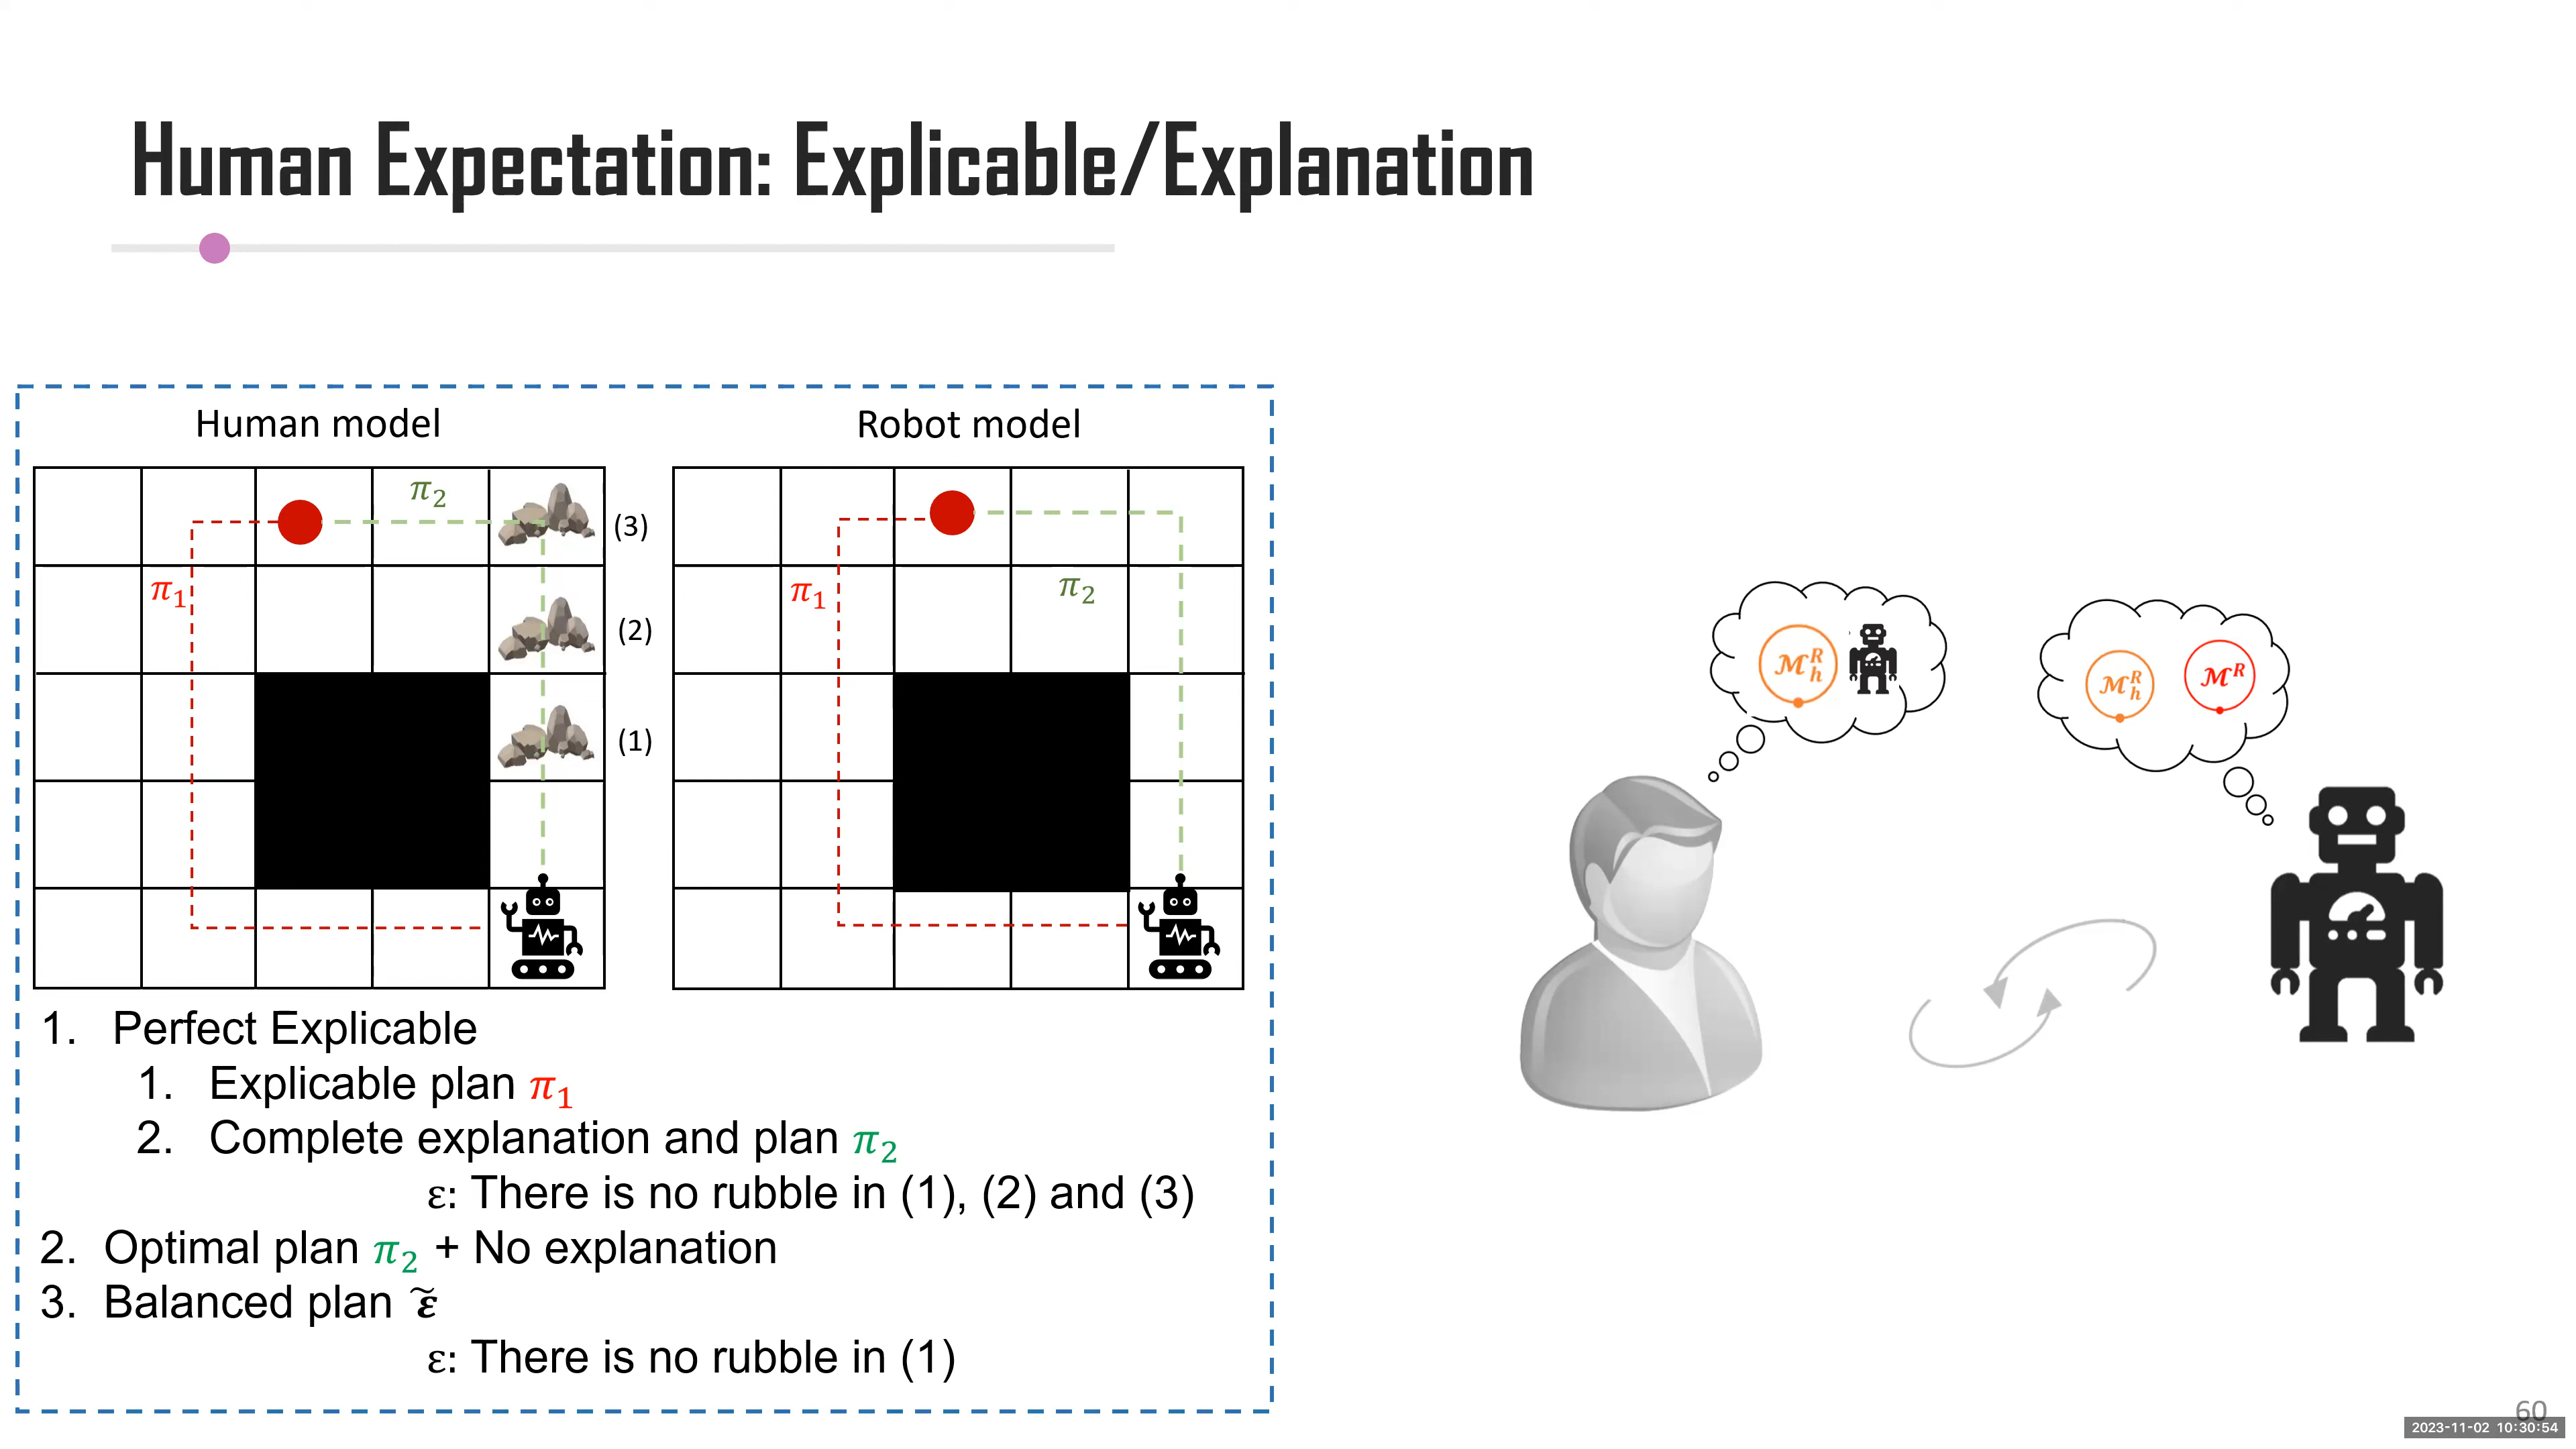 Human Expectation: Explicable/Explanation
Human model
Robot model
π₂
(3)
π₁
(2)
(1)
π₁
π₂
1. Perfect Explicable
1. Explicable plan π₁
2. Complete explanation and plan π₂
ε: There is no rubble in (1), (2) and (3)
2. Optimal plan π₂ + No explanation
3. Balanced plan ε̃
ε: There is no rubble in (1)
ℳᴿₕ
ℳᴿₕ
ℳᴿ
60
2023-11-02 10:30:54